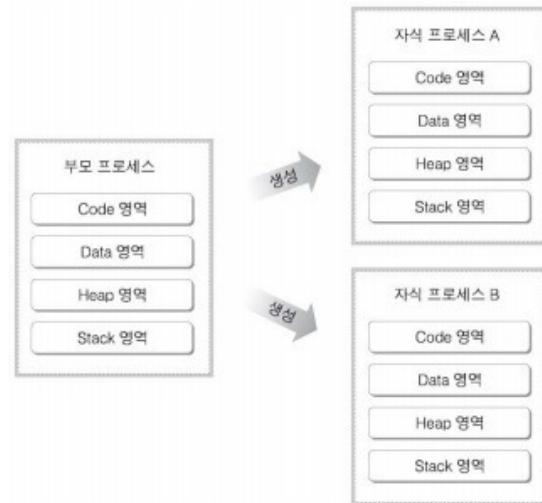 부모 프로세스
Code 영역
Data 영역
Heap 영역
Stack 영역
생성
생성
자식 프로세스 A
Code 영역
Data 영역
Heap 영역
Stack 영역
자식 프로세스 B
Code 영역
Data 영역
Heap 영역
Stack 영역